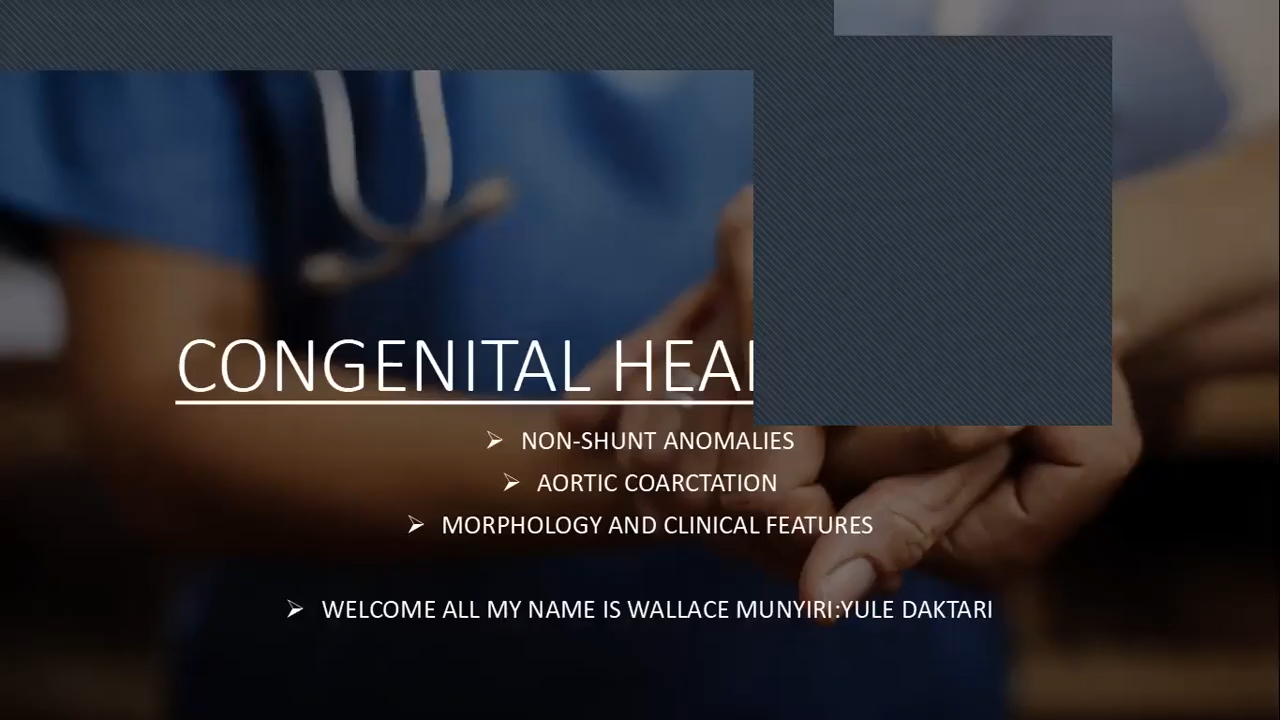 CONGENITAL HEA
NON-SHUNT ANOMALIES
AORTIC COARCTATION
MORPHOLOGY AND CLINICAL FEATURES
WELCOME ALL MY NAME IS WALLACE MUNYIRI:YULE DAKTARI